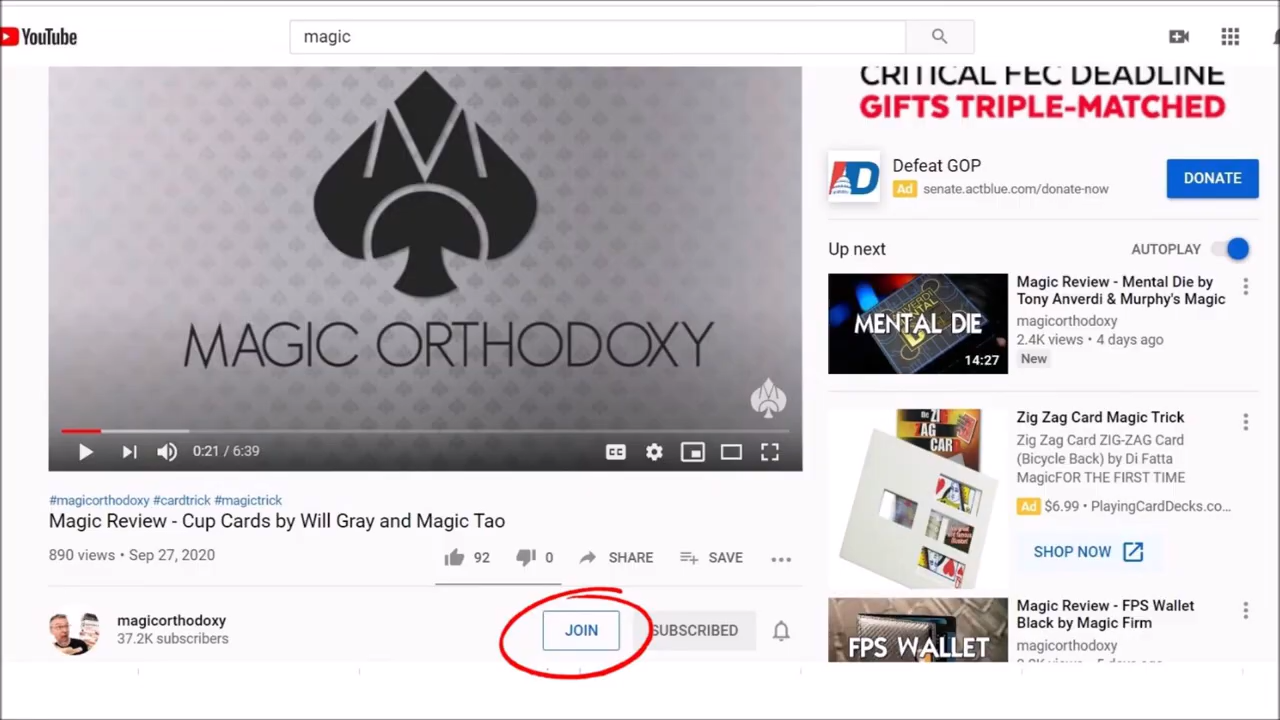 YouTube
magic
MAGIC ORTHODOXY
0:21 / 6:39
CC
#magicorthodoxy #cardtrick #magictrick
Magic Review - Cup Cards by Will Gray and Magic Tao
890 views • Sep 27, 2020
92
0
SHARE
SAVE
magicorthodoxy
37.2K subscribers
JOIN
SUBSCRIBED
CRITICAL FEC DEADLINE
GIFTS TRIPLE-MATCHED
Defeat GOP
Ad senate.actblue.com/donate-now
DONATE
Up next
AUTOPLAY
MENTAL DIE
14:27
Magic Review - Mental Die by
Tony Anverdi & Murphy's Magic
magicorthodoxy
2.4K views • 4 days ago
New
ZIG
ZAG
CARD
Zig Zag Card Magic Trick
Zig Zag Card ZIG-ZAG Card
(Bicycle Back) by Di Fatta
MagicFOR THE FIRST TIME
Ad $6.99 • PlayingCardDecks.co...
SHOP NOW
FPS WALLET
Magic Review - FPS Wallet
Black by Magic Firm
magicorthodoxy